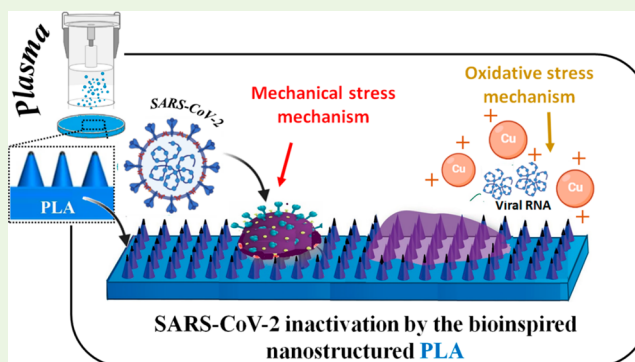 Plasma
PLA
SARS-CoV-2
Mechanical stress
mechanism
Oxidative stress
mechanism
+
Cu
+
+
Cu
+
+
Cu
+
Viral RNA
SARS-CoV-2 inactivation by the bioinspired
nanostructured PLA